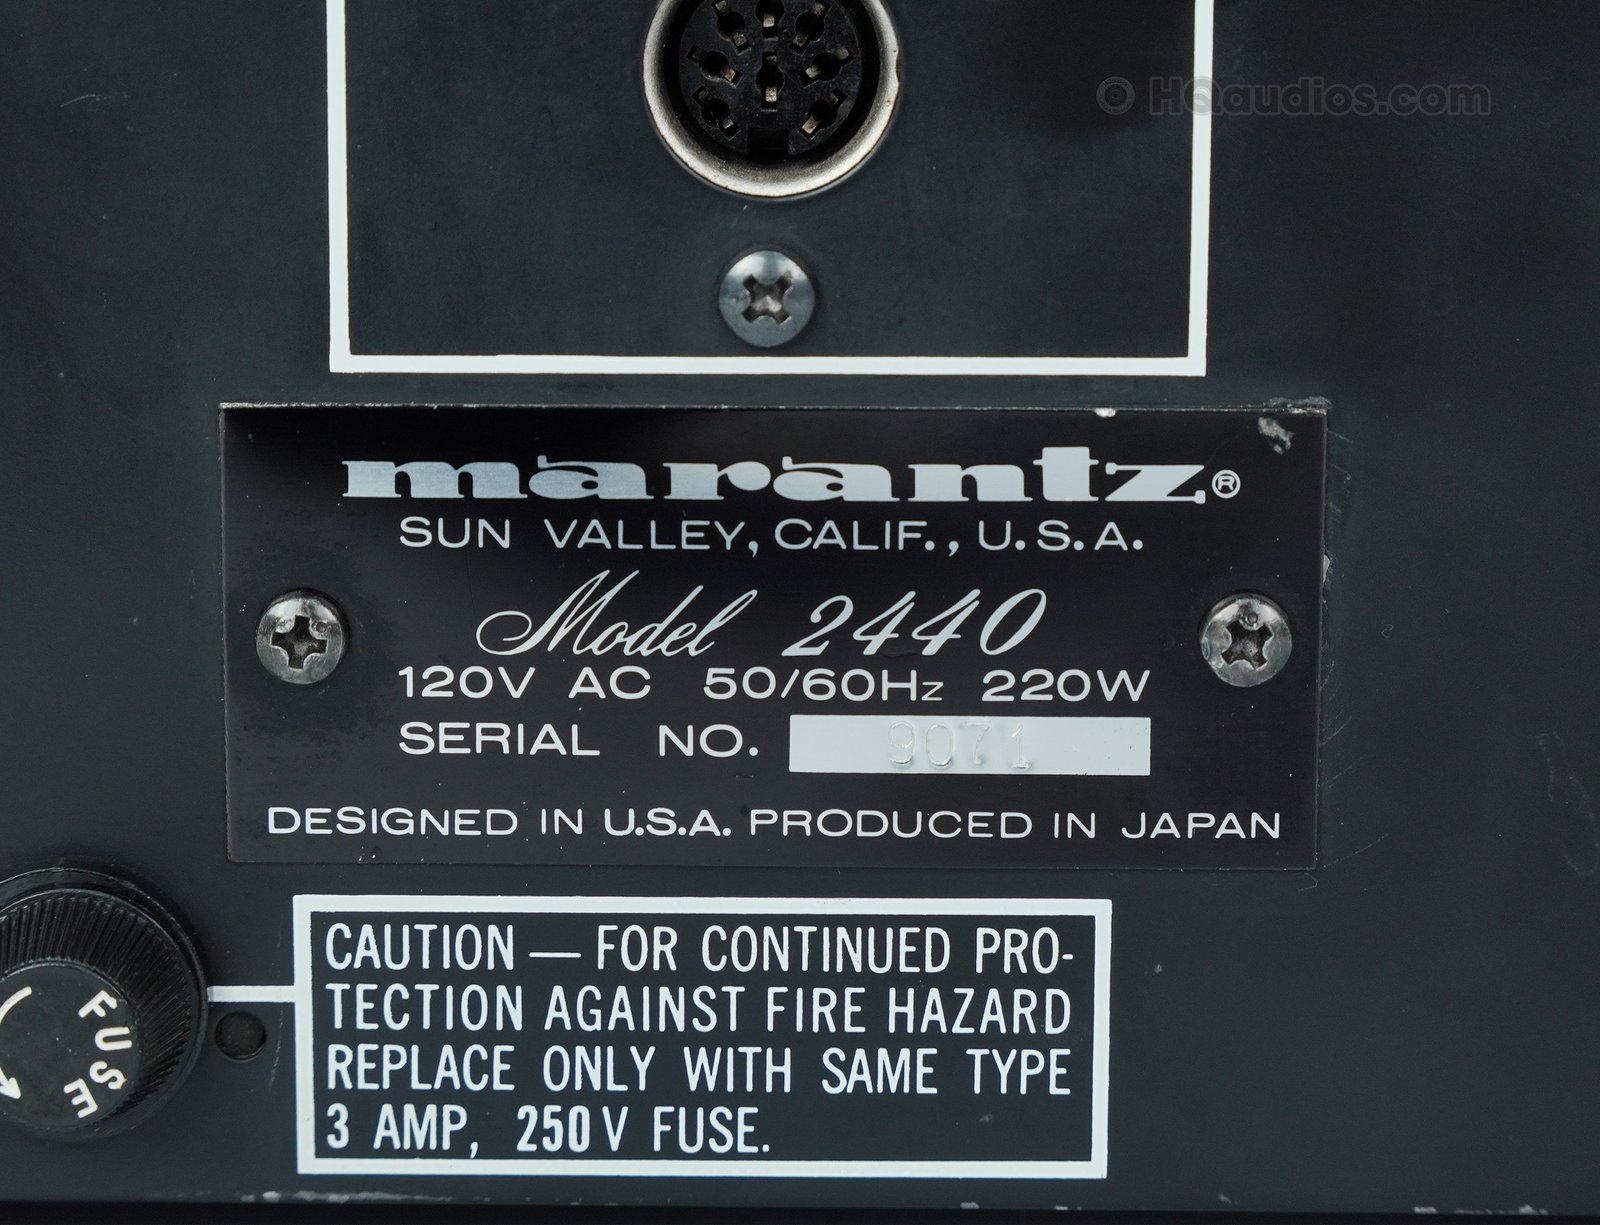 HQaudios.com
marantz®
SUN VALLEY, CALIF., U.S.A.
Model 2440
120V AC 50/60Hz 220W
SERIAL NO. 9071
DESIGNED IN U.S.A. PRODUCED IN JAPAN
FUSE
CAUTION — FOR CONTINUED PRO-
TECTION AGAINST FIRE HAZARD
REPLACE ONLY WITH SAME TYPE
3 AMP, 250V FUSE.